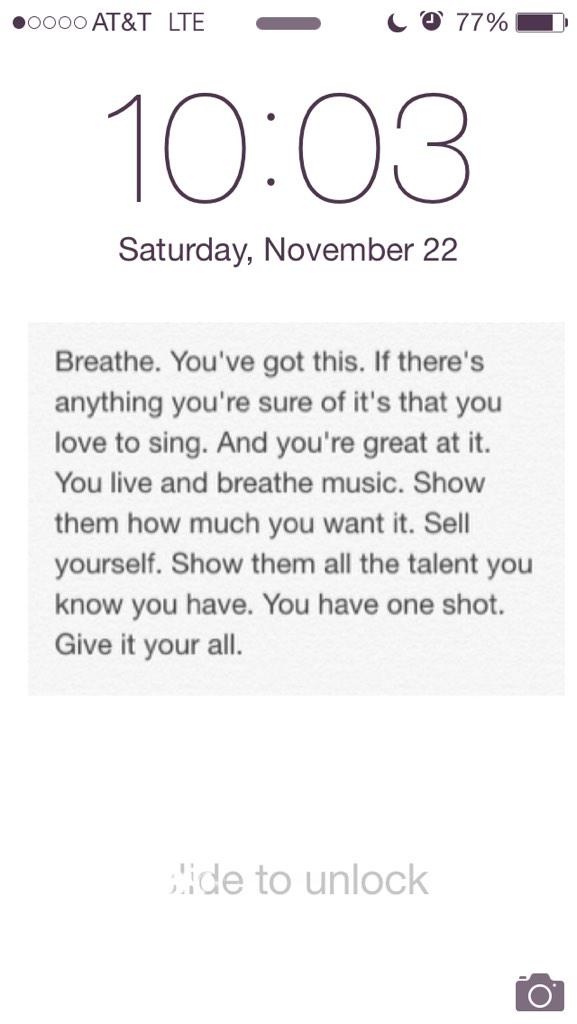 AT&T LTE 77%
10:03
Saturday, November 22
Breathe. You've got this. If there's
anything you're sure of it's that you
love to sing. And you're great at it.
You live and breathe music. Show
them how much you want it. Sell
yourself. Show them all the talent you
know you have. You have one shot.
Give it your all.
slide to unlock